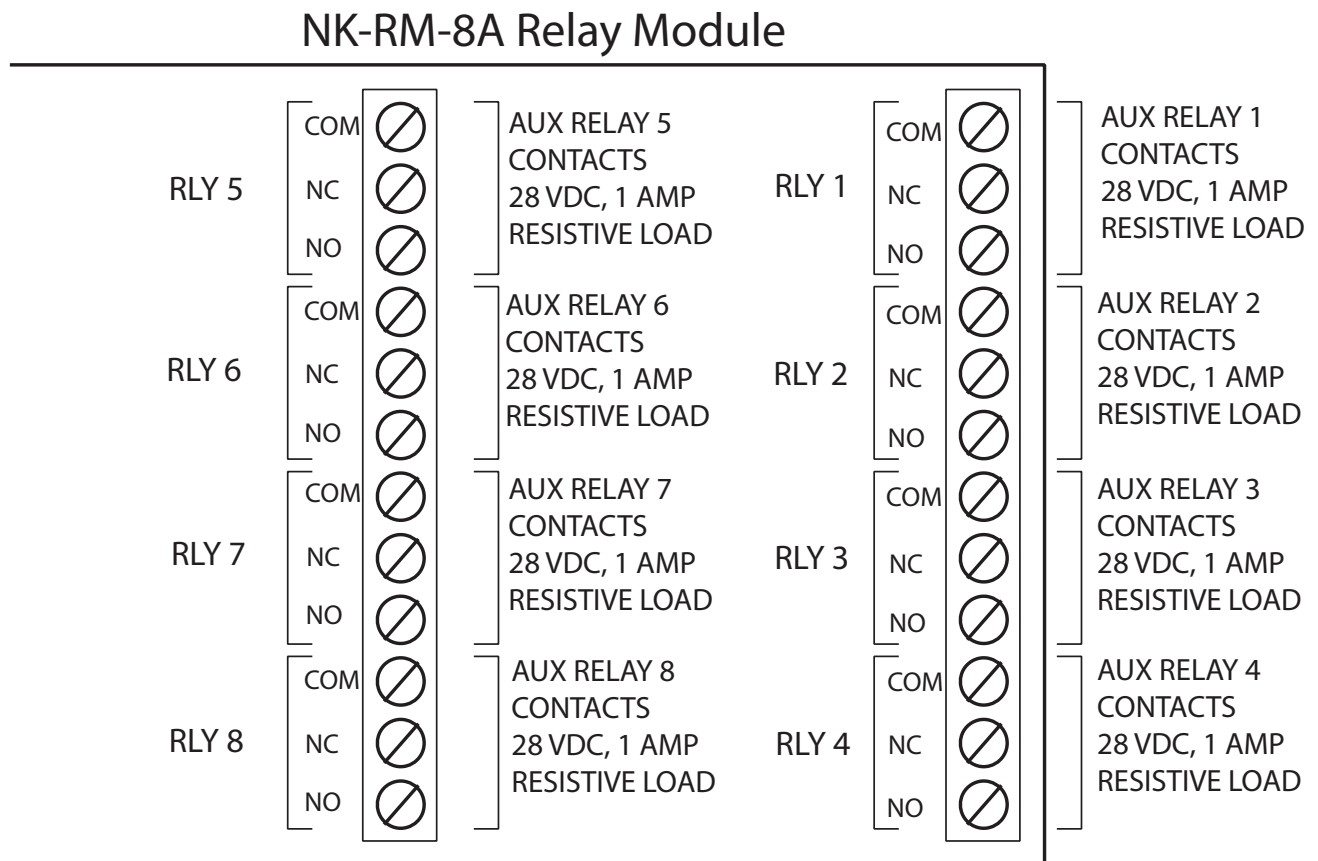 NK-RM-8A Relay Module
RLY 5
COM
NC
NO
AUX RELAY 5
CONTACTS
28 VDC, 1 AMP
RESISTIVE LOAD
RLY 6
COM
NC
NO
AUX RELAY 6
CONTACTS
28 VDC, 1 AMP
RESISTIVE LOAD
RLY 7
COM
NC
NO
AUX RELAY 7
CONTACTS
28 VDC, 1 AMP
RESISTIVE LOAD
RLY 8
COM
NC
NO
AUX RELAY 8
CONTACTS
28 VDC, 1 AMP
RESISTIVE LOAD
RLY 1
COM
NC
NO
AUX RELAY 1
CONTACTS
28 VDC, 1 AMP
RESISTIVE LOAD
RLY 2
COM
NC
NO
AUX RELAY 2
CONTACTS
28 VDC, 1 AMP
RESISTIVE LOAD
RLY 3
COM
NC
NO
AUX RELAY 3
CONTACTS
28 VDC, 1 AMP
RESISTIVE LOAD
RLY 4
COM
NC
NO
AUX RELAY 4
CONTACTS
28 VDC, 1 AMP
RESISTIVE LOAD